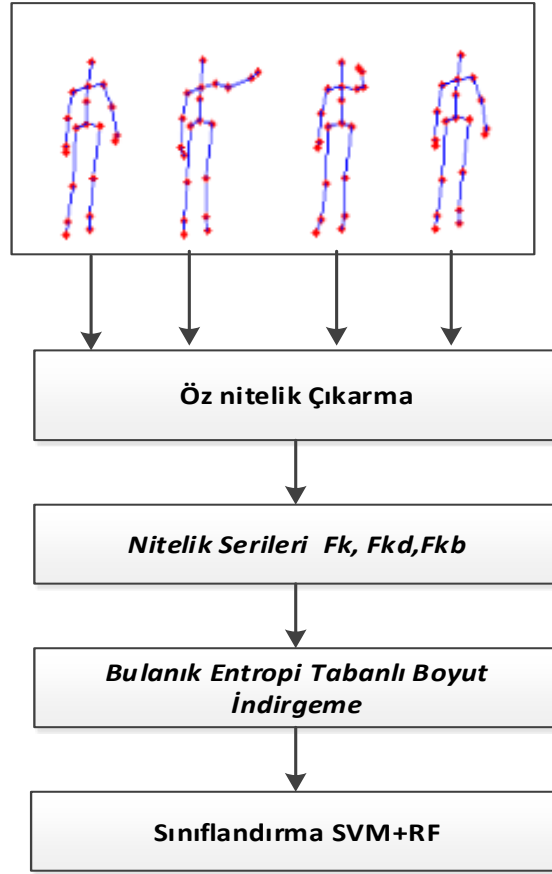 Öz nitelik Çıkarma
Nitelik Serileri Fk, Fkd,Fkb
Bulanık Entropi Tabanlı Boyut
İndirgeme
Sınıflandırma SVM+RF